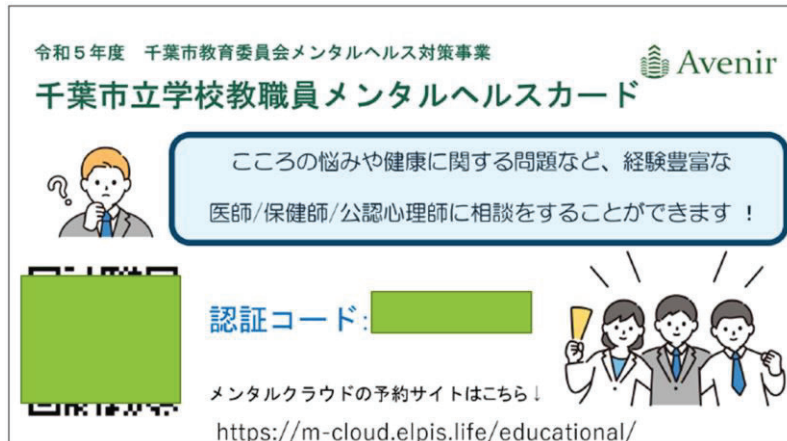 令和5年度 千葉市教育委員会メンタルヘルス対策事業
Avenir
千葉市立学校教職員メンタルヘルスカード
?
こころの悩みや健康に関する問題など、経験豊富な
医師/保健師/公認心理師に相談をすることができます!
認証コード:
メンタルクラウドの予約サイトはこちら↓
https://m-cloud.elpis.life/educational/